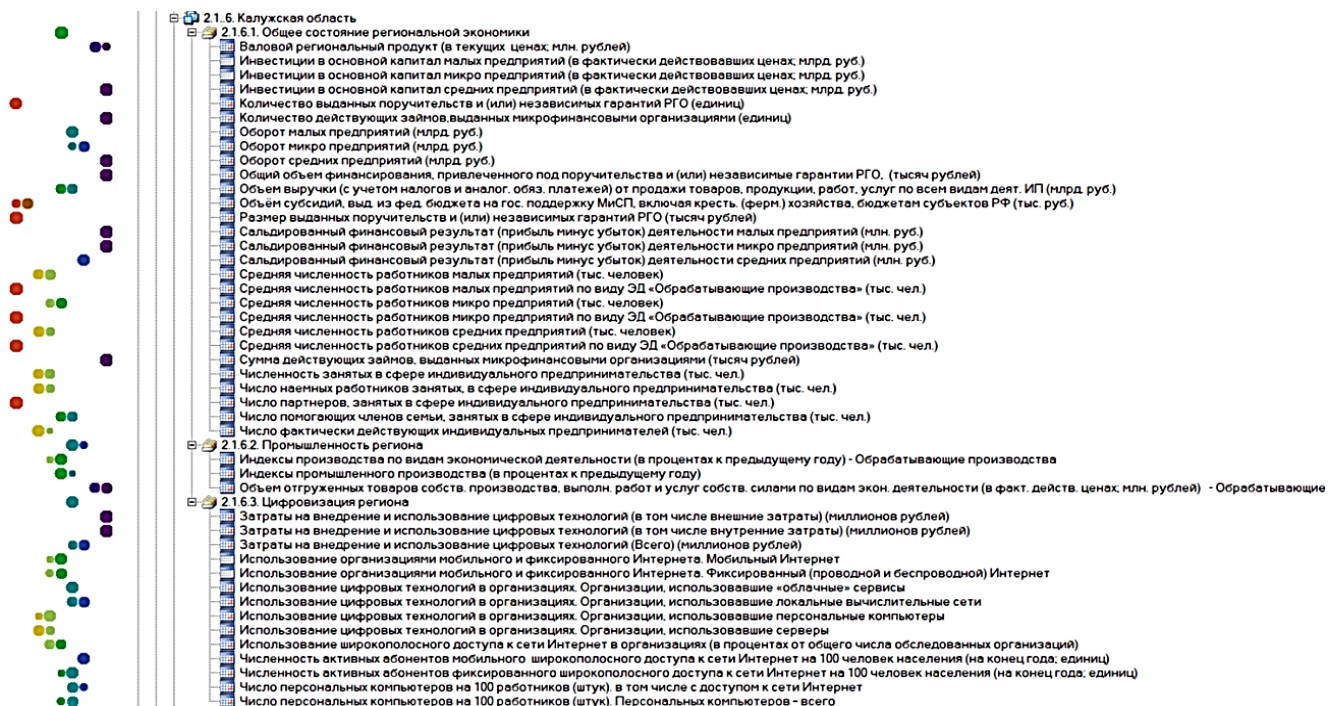 2.1..6. Калужская область
2.1.6.1. Общее состояние региональной экономики
Валовой региональный продукт (в текущих ценах; млн. рублей)
Инвестиции в основной капитал малых предприятий (в фактически действовавших ценах; млрд. руб.)
Инвестиции в основной капитал микро предприятий (в фактически действовавших ценах; млрд. руб.)
Инвестиции в основной капитал средних предприятий (в фактически действовавших ценах; млрд. руб.)
Количество выданных поручительств и (или) независимых гарантий РГО (единиц)
Количество действующих займов,выданных микрофинансовыми организациями (единиц)
Оборот малых предприятий (млрд. руб.)
Оборот микро предприятий (млрд. руб.)
Оборот средних предприятий (млрд. руб.)
Общий объем финансирования, привлеченного под поручительства и (или) независимые гарантии РГО, (тысяч рублей)
Объем выручки (с учетом налогов и аналог. обяз. платежей) от продажи товаров, продукции, работ, услуг по всем видам деят. ИП (млрд. руб.)
Объём субсидий, выд. из фед. бюджета на гос. поддержку МиСП, включая кресть. (ферм.) хозяйства, бюджетам субъектов РФ (тыс. руб.)
Размер выданных поручительств и (или) независимых гарантий РГО (тысяч рублей)
Сальдированный финансовый результат (прибыль минус убыток) деятельности малых предприятий (млн. руб.)
Сальдированный финансовый результат (прибыль минус убыток) деятельности микро предприятий (млн. руб.)
Сальдированный финансовый результат (прибыль минус убыток) деятельности средних предприятий (млн. руб.)
Средняя численность работников малых предприятий (тыс. человек)
Средняя численность работников малых предприятий по виду ЭД «Обрабатывающие производства» (тыс. чел.)
Средняя численность работников микро предприятий (тыс. человек)
Средняя численность работников микро предприятий по виду ЭД «Обрабатывающие производства» (тыс. чел.)
Средняя численность работников средних предприятий (тыс. человек)
Средняя численность работников средних предприятий по виду ЭД «Обрабатывающие производства» (тыс. чел.)
Сумма действующих займов, выданных микрофинансовыми организациями (тысяч рублей)
Численность занятых в сфере индивидуального предпринимательства (тыс. чел.)
Число наемных работников занятых, в сфере индивидуального предпринимательства (тыс. чел.)
Число партнеров, занятых в сфере индивидуального предпринимательства (тыс. чел.)
Число помогающих членов семьи, занятых в сфере индивидуального предпринимательства (тыс. чел.)
Число фактически действующих индивидуальных предпринимателей (тыс. чел.)
2.1.6.2. Промышленность региона
Индексы производства по видам экономической деятельности (в процентах к предыдущему году) - Обрабатывающие производства
Индексы промышленного производства (в процентах к предыдущему году)
Объем отгруженных товаров собств. производства, выполн. работ и услуг собств. силами по видам экон. деятельности (в факт. действ. ценах; млн. рублей) - Обрабатывающие
2.1.6.3. Цифровизация региона
Затраты на внедрение и использование цифровых технологий (в том числе внешние затраты) (миллионов рублей)
Затраты на внедрение и использование цифровых технологий (в том числе внутренние затраты) (миллионов рублей)
Затраты на внедрение и использование цифровых технологий (Всего) (миллионов рублей)
Использование организациями мобильного и фиксированного Интернета. Мобильный Интернет
Использование организациями мобильного и фиксированного Интернета. Фиксированный (проводной и беспроводной) Интернет
Использование цифровых технологий в организациях. Организации, использовавшие «облачные» сервисы
Использование цифровых технологий в организациях. Организации, использовавшие локальные вычислительные сети
Использование цифровых технологий в организациях. Организации, использовавшие персональные компьютеры
Использование цифровых технологий в организациях. Организации, использовавшие серверы
Использование широкополосного доступа к сети Интернет в организациях (в процентах от общего числа обследованных организаций)
Численность активных абонентов мобильного широкополосного доступа к сети Интернет на 100 человек населения (на конец года; единиц)
Численность активных абонентов фиксированного широкополосного доступа к сети Интернет на 100 человек населения (на конец года; единиц)
Число персональных компьютеров на 100 работников (штук). в том числе с доступом к сети Интернет
Число персональных компьютеров на 100 работников (штук). Персональных компьютеров - всего